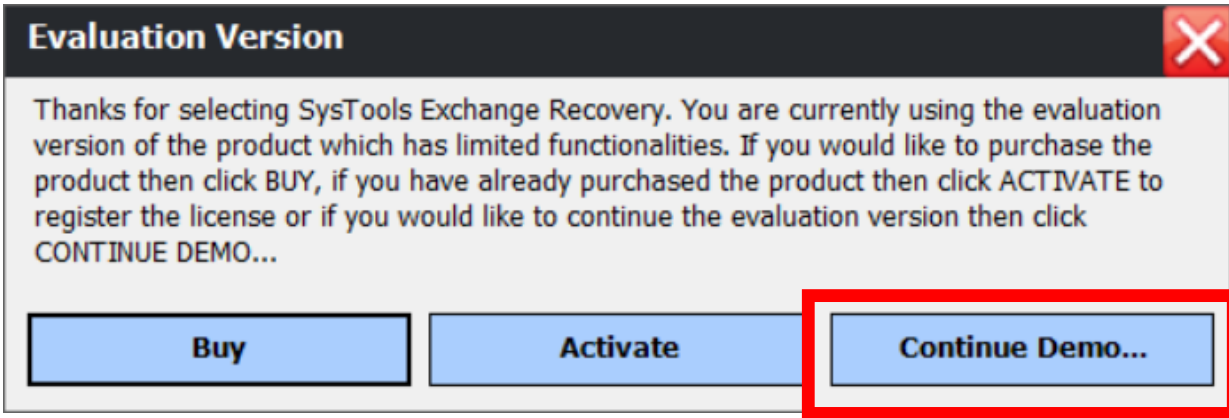 Evaluation Version
Thanks for selecting SysTools Exchange Recovery. You are currently using the evaluation
version of the product which has limited functionalities. If you would like to purchase the
product then click BUY, if you have already purchased the product then click ACTIVATE to
register the license or if you would like to continue the evaluation version then click
CONTINUE DEMO...
Buy
Activate
Continue Demo...